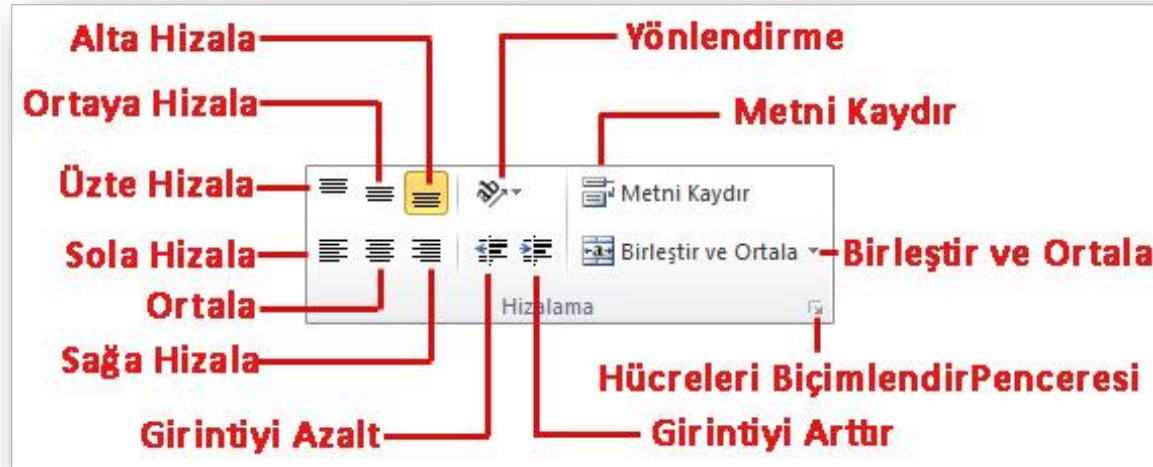 Alta Hizala
Yönlendirme
Ortaya Hizala
Metni Kaydır
Üzte Hizala
Metni Kaydır
Sola Hizala
Birleştir ve Ortala
Birleştir ve Ortala
Ortala
Hizalama
Sağa Hizala
Hücreleri BiçimlendirPenceresi
Girintiyi Azalt
Girintiyi Arttır